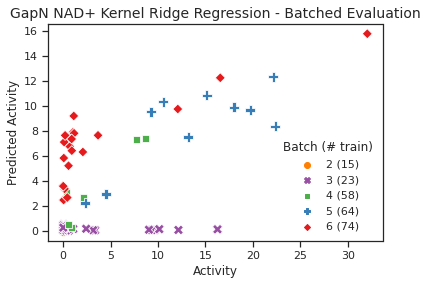 GapN NAD+ Kernel Ridge Regression - Batched Evaluation
16
14
12
10
8
6
4
2
0
Predicted Activity
Batch (# train)
2 (15)
3 (23)
4 (58)
5 (64)
6 (74)
0 5 10 15 20 25 30
Activity